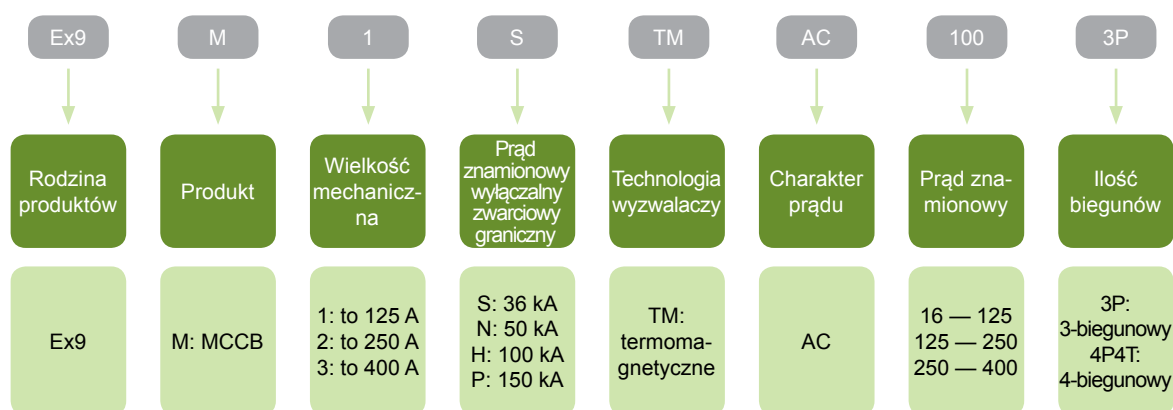 Ex9
M
1
S
TM
AC
100
3P
Rodzina
produktów
Produkt
Wielkość
mechanicz-
na
Prąd
znamionowy
wyłączalny
zwarciowy
graniczny
Technologia
wyzwalaczy
Charakter
prądu
Prąd zna-
mionowy
Ilość
biegunów
Ex9
M: MCCB
1: to 125 A
2: to 250 A
3: to 400 A
S: 36 kA
N: 50 kA
H: 100 kA
P: 150 kA
TM:
termoma-
gnetyczne
AC
16 — 125
125 — 250
250 — 400
3P:
3-biegunowy
4P4T:
4-biegunowy